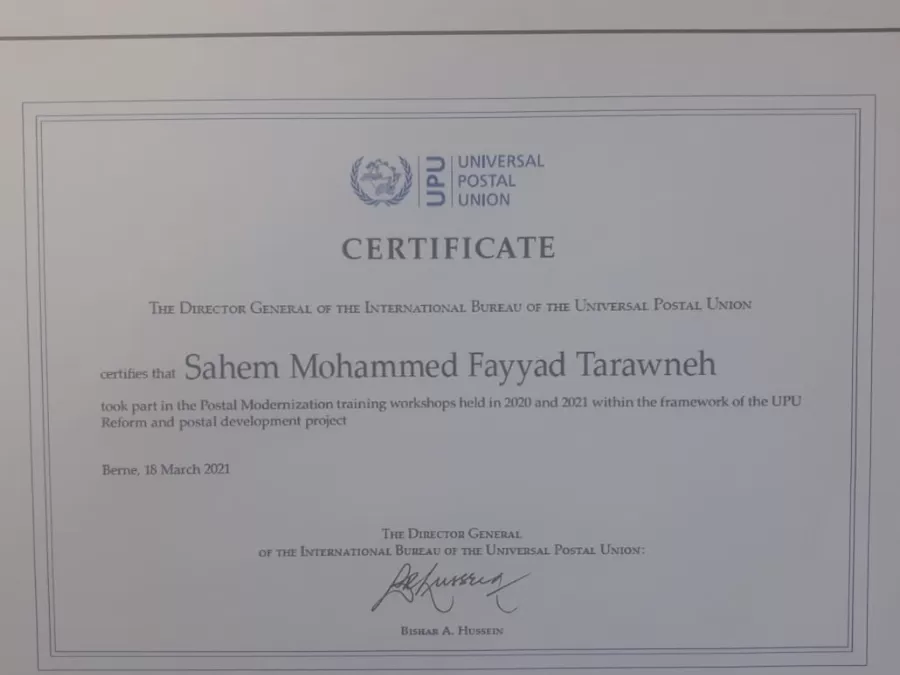 UPU
UNIVERSAL
POSTAL
UNION
CERTIFICATE
THE DIRECTOR GENERAL OF THE INTERNATIONAL BUREAU OF THE UNIVERSAL POSTAL UNION
certifies that Sahem Mohammed Fayyad Tarawneh
took part in the Postal Modernization training workshops held in 2020 and 2021 within the framework of the UPU
Reform and postal development project
Berne, 18 March 2021
THE DIRECTOR GENERAL
OF THE INTERNATIONAL BUREAU OF THE UNIVERSAL POSTAL UNION:
BISHAR A. HUSSEIN